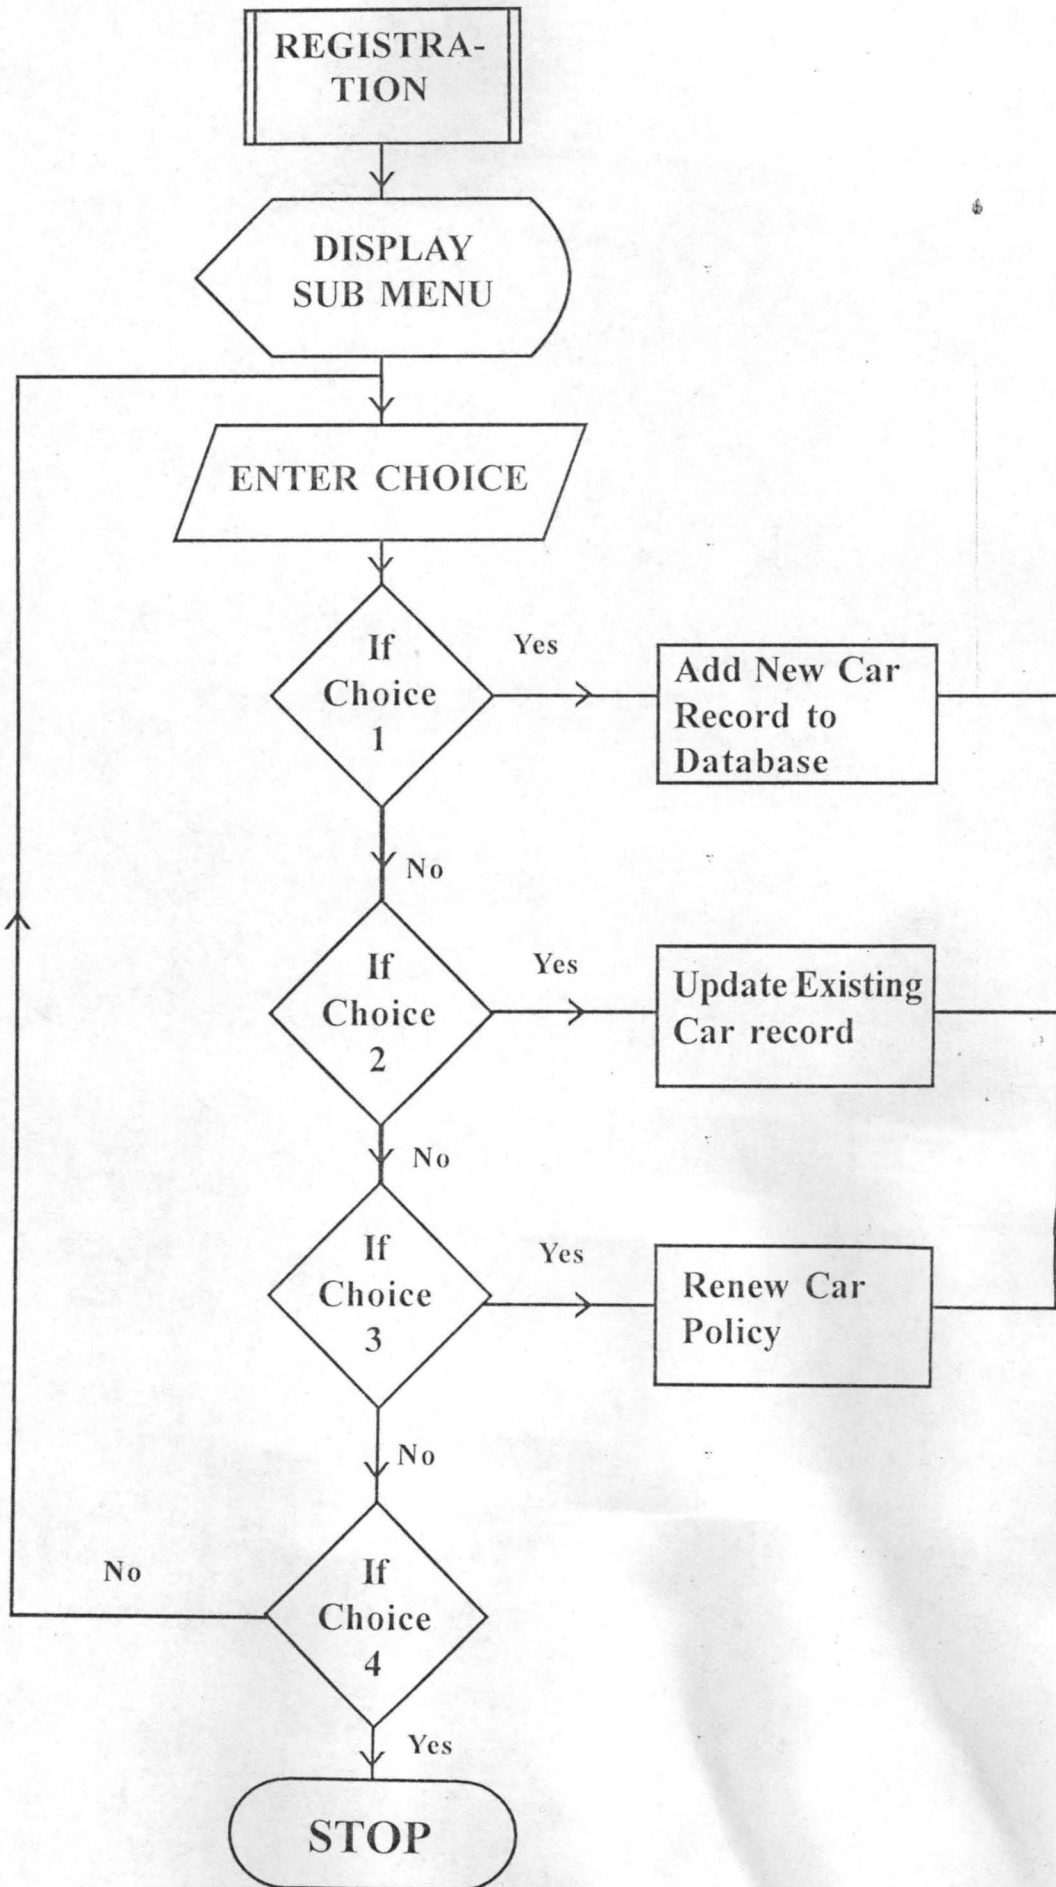 REGISTRA-
TION
DISPLAY
SUB MENU
ENTER CHOICE
If
Choice
1
Yes
Add New Car
Record to
Database
No
If
Choice
2
Yes
Update Existing
Car record
No
If
Choice
3
Yes
Renew Car
Policy
No
If
Choice
4
No
Yes
STOP